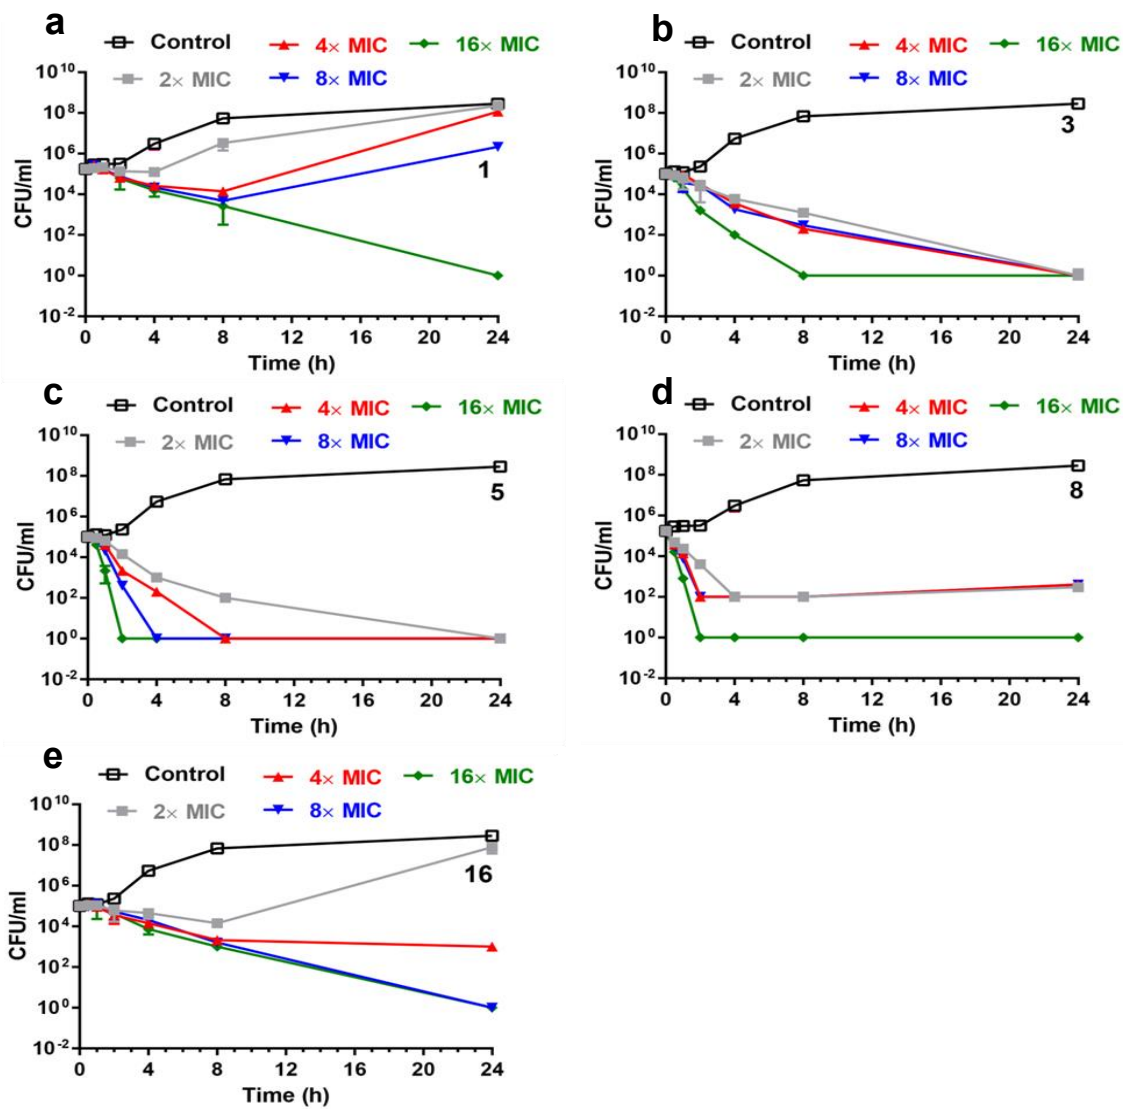 a
Control 4× MIC 16× MIC
2× MIC 8× MIC
CFU/ml
10^10
10^8
10^6
10^4
10^2
10^0
10^-2
1
0 4 8 12 16 20 24
Time (h)
b
Control 4× MIC 16× MIC
2× MIC 8× MIC
CFU/ml
10^10
10^8
10^6
10^4
10^2
10^0
10^-2
3
0 4 8 12 16 20 24
Time (h)
c
Control 4× MIC 16× MIC
2× MIC 8× MIC
CFU/ml
10^10
10^8
10^6
10^4
10^2
10^0
10^-2
5
0 4 8 12 16 20 24
Time (h)
d
Control 4× MIC 16× MIC
2× MIC 8× MIC
CFU/ml
10^10
10^8
10^6
10^4
10^2
10^0
10^-2
8
0 4 8 12 16 20 24
Time (h)
e
Control 4× MIC 16× MIC
2× MIC 8× MIC
CFU/ml
10^10
10^8
10^6
10^4
10^2
10^0
10^-2
16
0 4 8 12 16 20 24
Time (h)